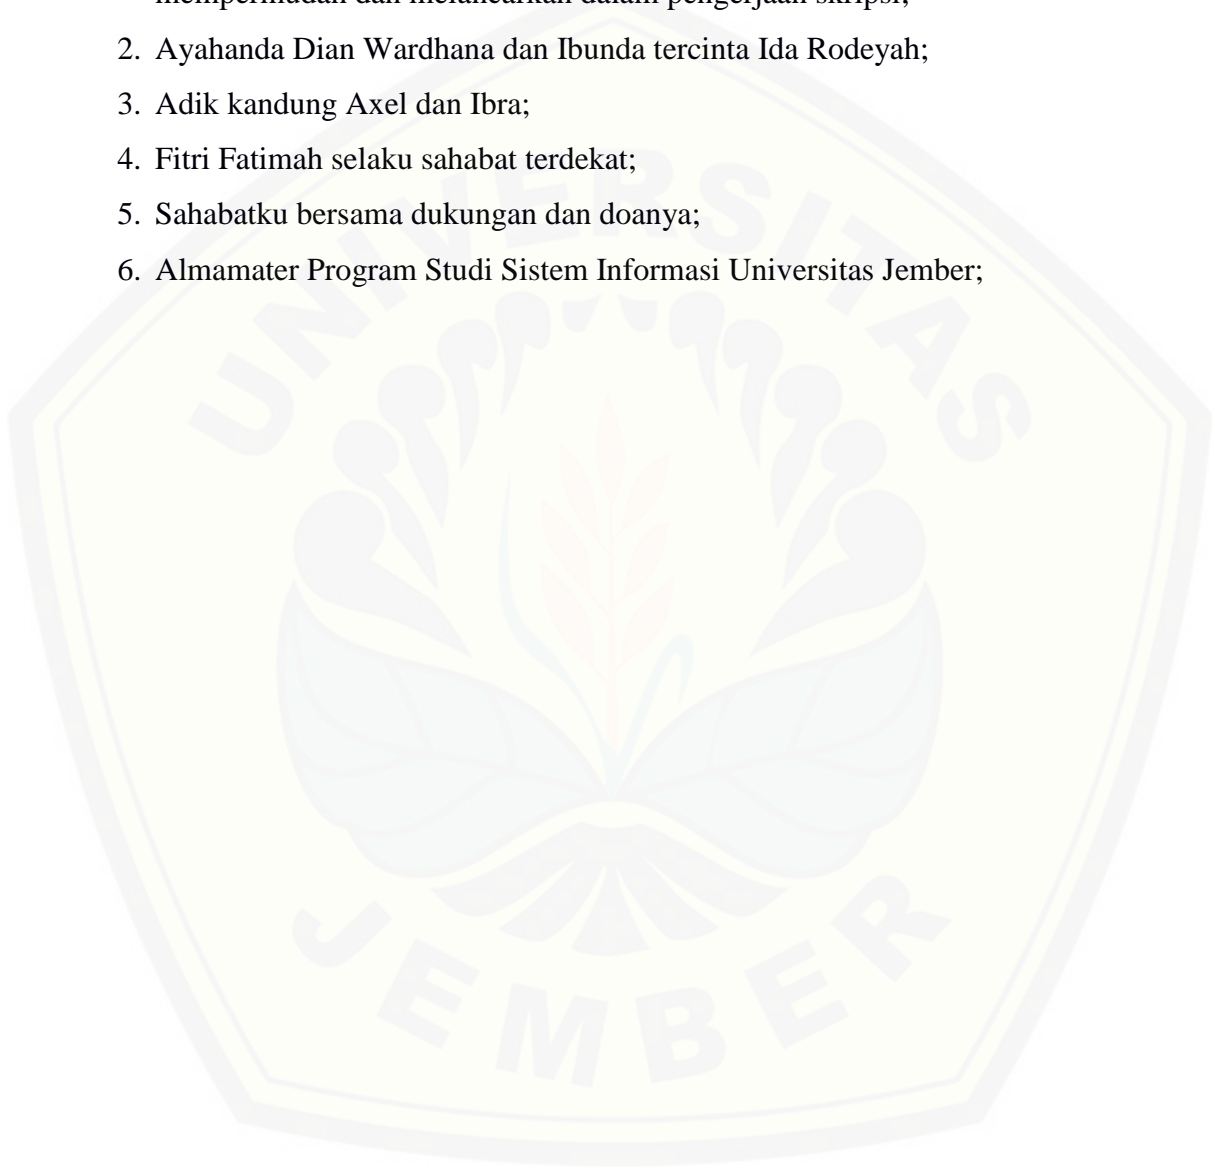 mempermudah dan melancarkan dalam pengerjaan skripsi;
2. Ayahanda Dian Wardhana dan Ibunda tercinta Ida Rodeyah;
3. Adik kandung Axel dan Ibra;
4. Fitri Fatimah selaku sahabat terdekat;
5. Sahabatku bersama dukungan dan doanya;
6. Almamater Program Studi Sistem Informasi Universitas Jember;
UNIVERSITAS
JEMBER